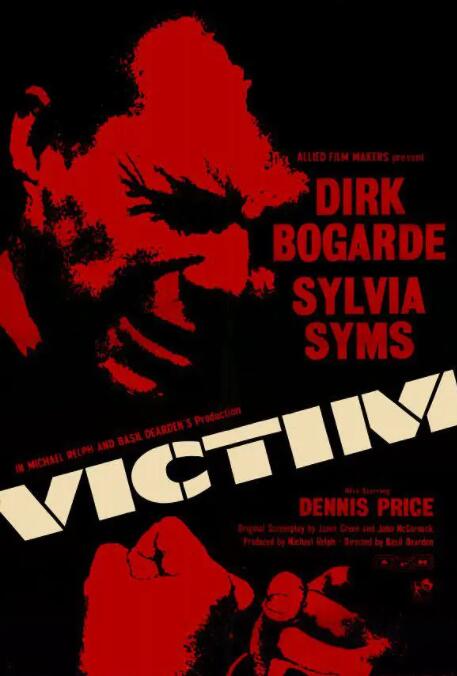 ALLIED FILM MAKERS present
DIRK
BOGARDE
SYLVIA
SYMS
IN MICHAEL RELPH AND BASIL DEARDEN'S Production
VICTIM
Also Starring
DENNIS PRICE
Original Screenplay by Janet Green and John McCormick
Produced by Michael Relph · Directed by Basil Dearden